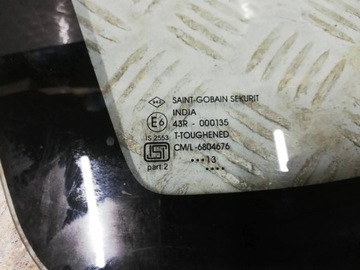 SAINT-GOBAIN SEKURIT
INDIA
E6 43R - 000135
IS 2553 T-TOUGHENED
CM/L-6804676
••••13
part:2 ••••